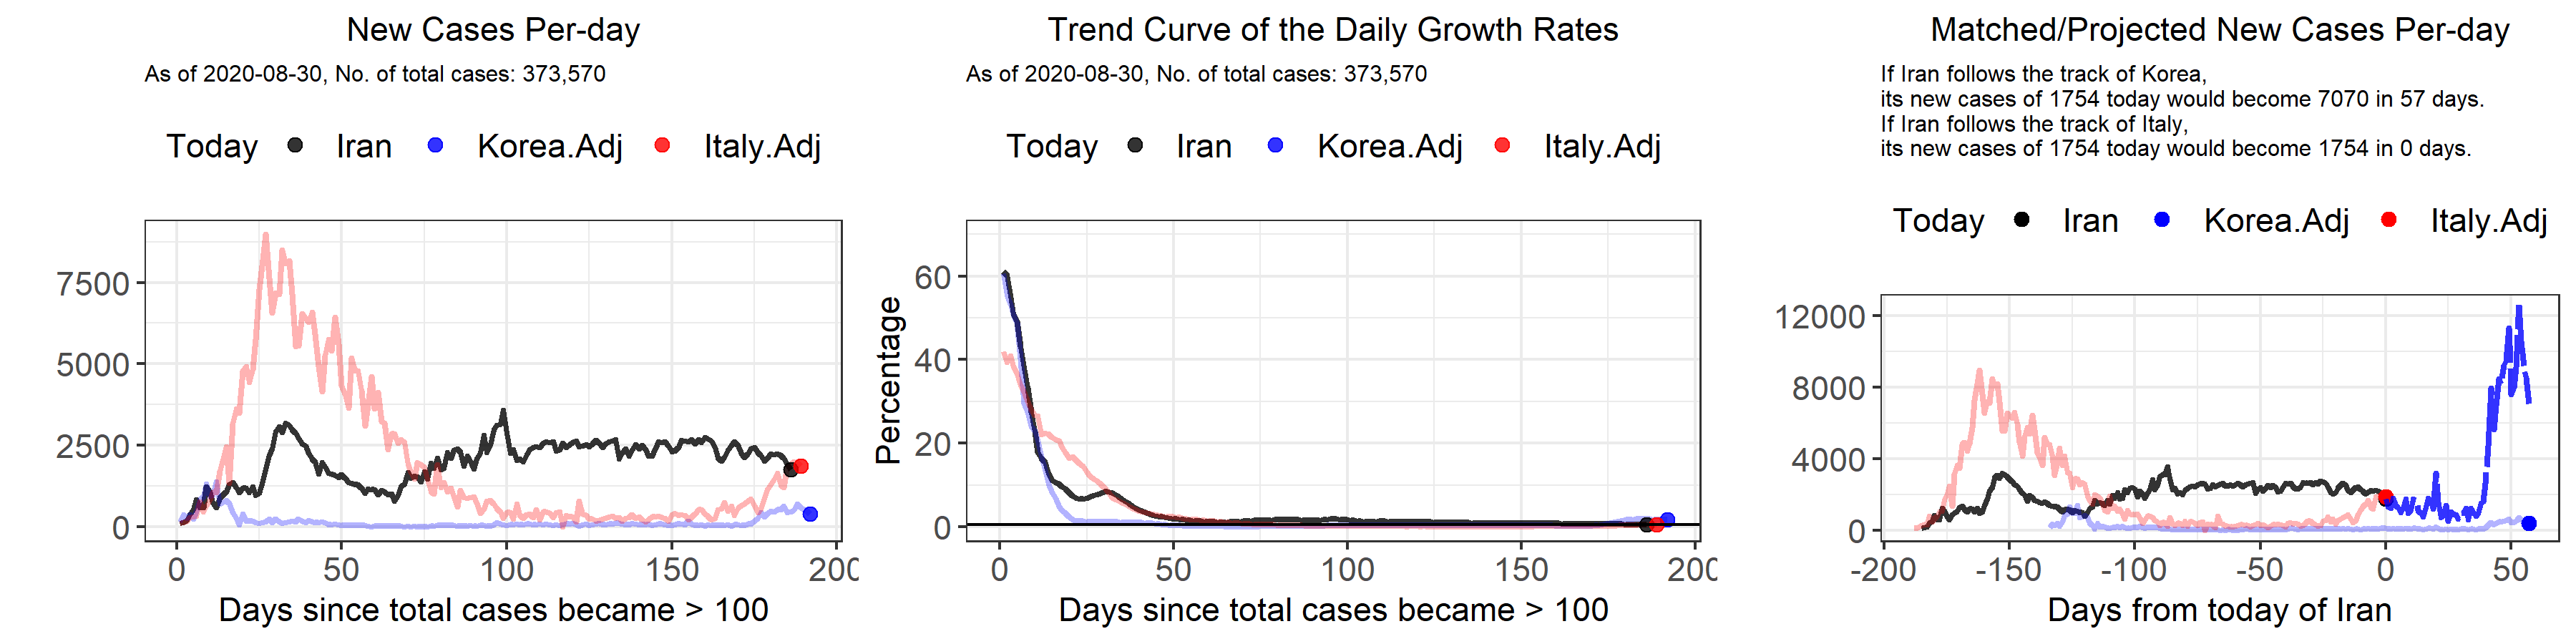 New Cases Per-day
As of 2020-08-30, No. of total cases: 373,570
Today Iran Korea.Adj Italy.Adj
7500
5000
2500
0
0 50 100 150 200
Days since total cases became > 100
Trend Curve of the Daily Growth Rates
As of 2020-08-30, No. of total cases: 373,570
Today Iran Korea.Adj Italy.Adj
Percentage
60
40
20
0
0 50 100 150 200
Days since total cases became > 100
Matched/Projected New Cases Per-day
If Iran follows the track of Korea,
its new cases of 1754 today would become 7070 in 57 days.
If Iran follows the track of Italy,
its new cases of 1754 today would become 1754 in 0 days.
Today Iran Korea.Adj Italy.Adj
12000
8000
4000
0
-200 -150 -100 -50 0 50
Days from today of Iran